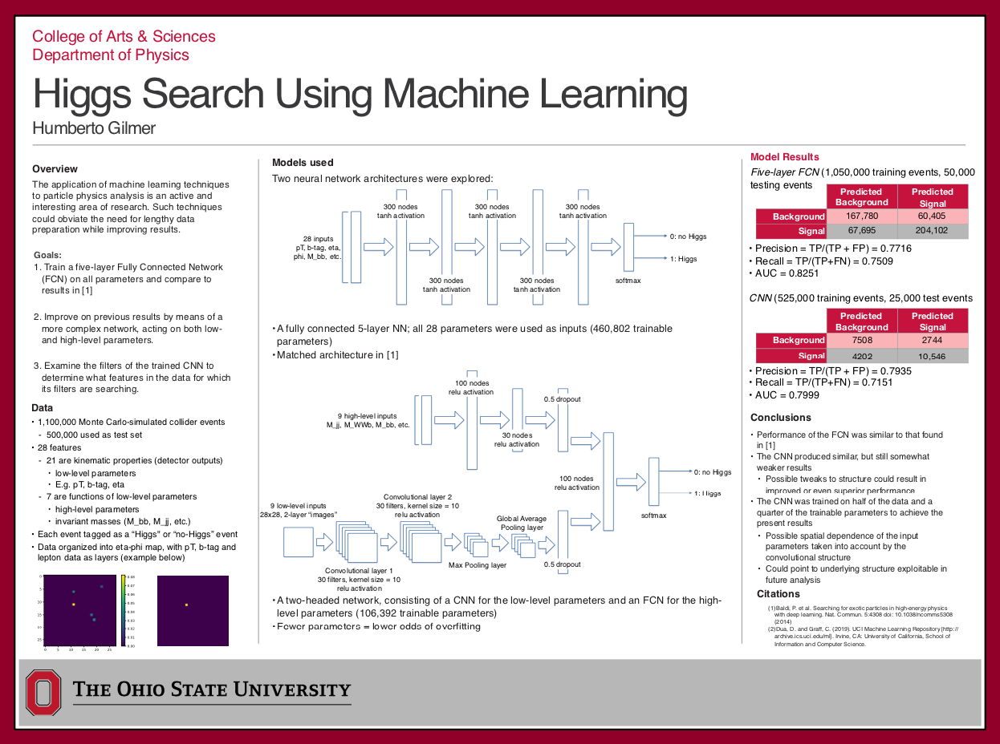 College of Arts & Sciences
Department of Physics
Higgs Search Using Machine Learning
Humberto Gilmer
Overview
The application of machine learning techniques
to particle physics analysis is an active and
interesting area of research. Such techniques
could obviate the need for lengthy data
preparation while improving results.
Goals:
1. Train a five-layer Fully Connected Network
(FCN) on all parameters and compare to
results in [1]
2. Improve on previous results by means of a
more complex network, acting on both low-
and high-level parameters.
3. Examine the filters of the trained CNN to
determine what features in the data for which
its filters are searching.
Data
• 1,100,000 Monte Carlo-simulated collider events
- 500,000 used as test set
• 28 features
- 21 are kinematic properties (detector outputs)
• low-level parameters
• E.g. pT, b-tag, eta
- 7 are functions of low-level parameters
• high-level parameters
• invariant masses (M_bb, M_jj, etc.)
• Each event tagged as a “Higgs” or “no-Higgs” event
• Data organized into eta-phi map, with pT, b-tag and
lepton data as layers (example below)
0
5
10
15
20
25
0 5 10 15 20 25
0.08
0.07
0.06
0.05
0.04
0.03
0.02
0.01
0.00
Models used
Two neural network architectures were explored:
28 inputs
pT, b-tag, eta,
phi, M_bb, etc.
300 nodes
tanh activation
300 nodes
tanh activation
300 nodes
tanh activation
300 nodes
tanh activation
300 nodes
tanh activation
softmax
0: no Higgs
1: Higgs
• A fully connected 5-layer NN; all 28 parameters were used as inputs (460,802 trainable
parameters)
• Matched architecture in [1]
9 high-level inputs
M_jj, M_WWb, M_bb, etc.
100 nodes
relu activation
30 nodes
relu activation
0.5 dropout
100 nodes
relu activation
softmax
0: no Higgs
1: Higgs
9 low-level inputs
28x28, 2-layer “images”
Convolutional layer 1
30 filters, kernel size = 10
relu activation
Convolutional layer 2
30 filters, kernel size = 10
relu activation
Max Pooling layer
Global Average
Pooling layer
0.5 dropout
• A two-headed network, consisting of a CNN for the low-level parameters and an FCN for the high-
level parameters (106,392 trainable parameters)
• Fewer parameters = lower odds of overfitting
Model Results
Five-layer FCN (1,050,000 training events, 50,000
testing events
Predicted Background Predicted Signal
Background 167,780 60,405
Signal 67,695 204,102
• Precision = TP/(TP + FP) = 0.7716
• Recall = TP/(TP+FN) = 0.7509
• AUC = 0.8251
CNN (525,000 training events, 25,000 test events
Predicted Background Predicted Signal
Background 7508 2744
Signal 4202 10,546
• Precision = TP/(TP + FP) = 0.7935
• Recall = TP/(TP+FN) = 0.7151
• AUC = 0.7999
Conclusions
• Performance of the FCN was similar to that found
in [1]
• The CNN produced similar, but still somewhat
weaker results
• Possible tweaks to structure could result in
improved or even superior performance
• The CNN was trained on half of the data and a
quarter of the trainable parameters to achieve the
present results
• Possible spatial dependence of the input
parameters taken into account by the
convolutional structure
• Could point to underlying structure exploitable in
future analysis
Citations
(1)Baldi, P. et al. Searching for exotic particles in high-energy physics
with deep learning. Nat. Commun. 5:4308 doi: 10.1038/ncomms5308
(2014)
(2)Dua, D. and Graff, C. (2019). UCI Machine Learning Repository [http://
archive.ics.uci.edu/ml]. Irvine, CA: University of California, School of
Information and Computer Science.
THE OHIO STATE UNIVERSITY